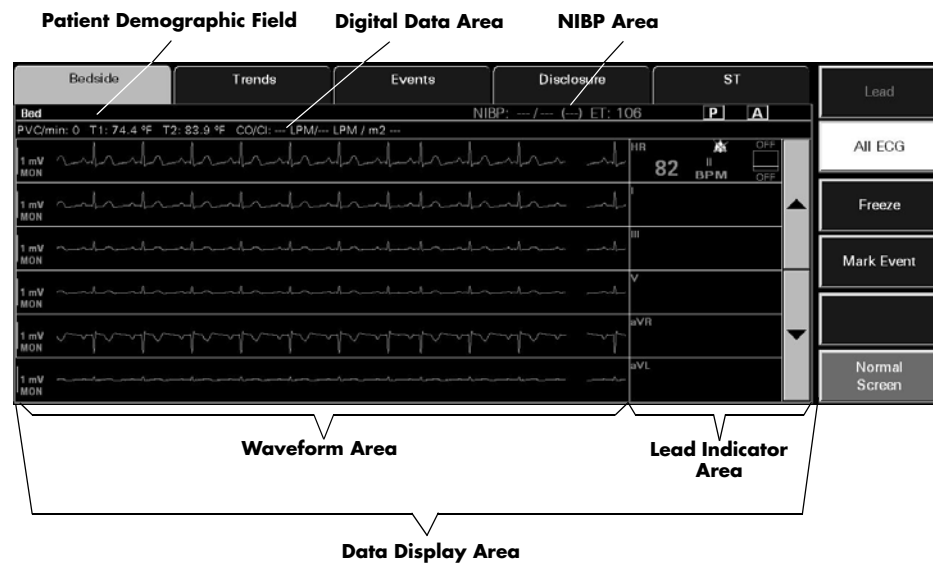 Patient Demographic Field
Digital Data Area
NIBP Area
Bedside
Trends
Events
Disclosure
ST
Lead
Bed
NIBP: ---/--- (---) ET: 106
P
A
PVC/min: 0 T1: 74.4 °F T2: 83.9 °F CO/CI: --- LPM/--- LPM / m2 ---
All ECG
1 mV
MON
HR
82
II
BPM
OFF
OFF
1 mV
MON
I
Freeze
1 mV
MON
III
Mark Event
1 mV
MON
V
1 mV
MON
aVR
1 mV
MON
aVL
Normal
Screen
Waveform Area
Lead Indicator
Area
Data Display Area